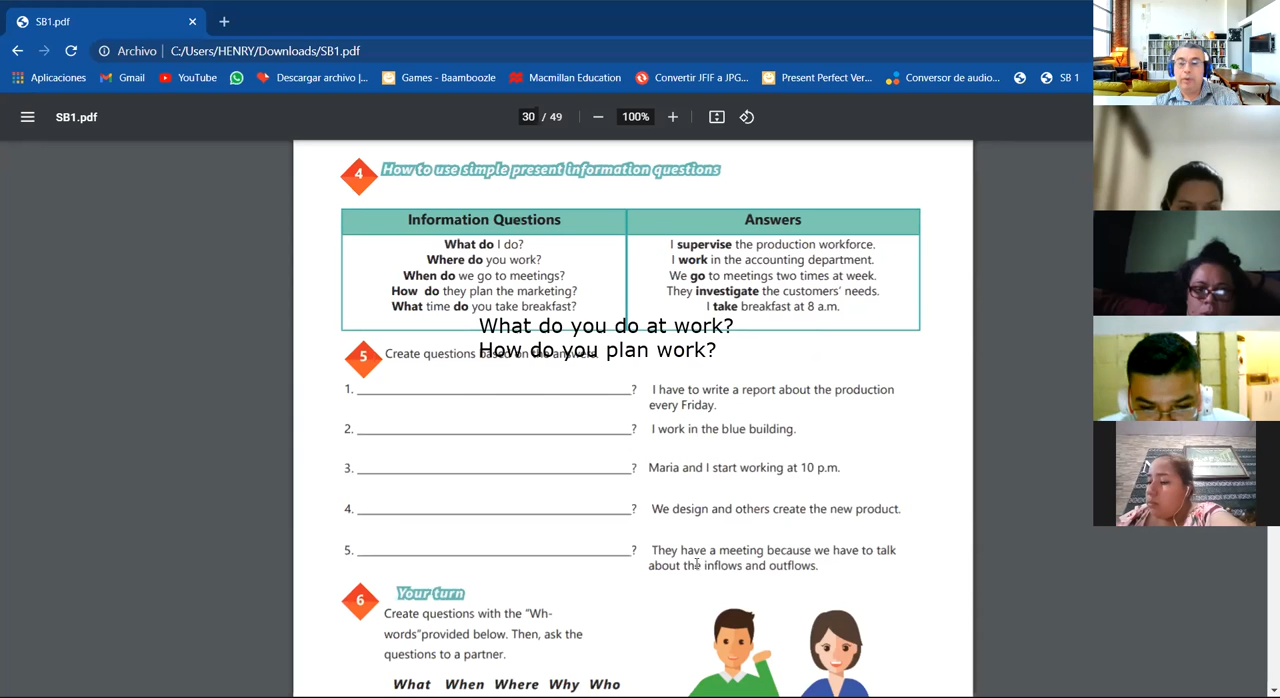 SB1.pdf
Archivo | C:/Users/HENRY/Downloads/SB1.pdf
Aplicaciones Gmail YouTube Descargar archivo |... Games - Baamboozle Macmillan Education Convertir JFIF a JPG... Present Perfect Ver... Conversor de audio... SB 1
SB1.pdf 30 / 49 100%
4 How to use simple present information questions
Information Questions Answers
What do I do? I supervise the production workforce.
Where do you work? I work in the accounting department.
When do we go to meetings? We go to meetings two times at week.
How do they plan the marketing? They investigate the customers' needs.
What time do you take breakfast? I take breakfast at 8 a.m.
What do you do at work?
How do you plan work?
5 Create questions based on the answers.
1. ? I have to write a report about the production
every Friday.
2. ? I work in the blue building.
3. ? Maria and I start working at 10 p.m.
4. ? We design and others create the new product.
5. ? They have a meeting because we have to talk
about the inflows and outflows.
6 Your turn
Create questions with the "Wh-
words"provided below. Then, ask the
questions to a partner.
What When Where Why Who